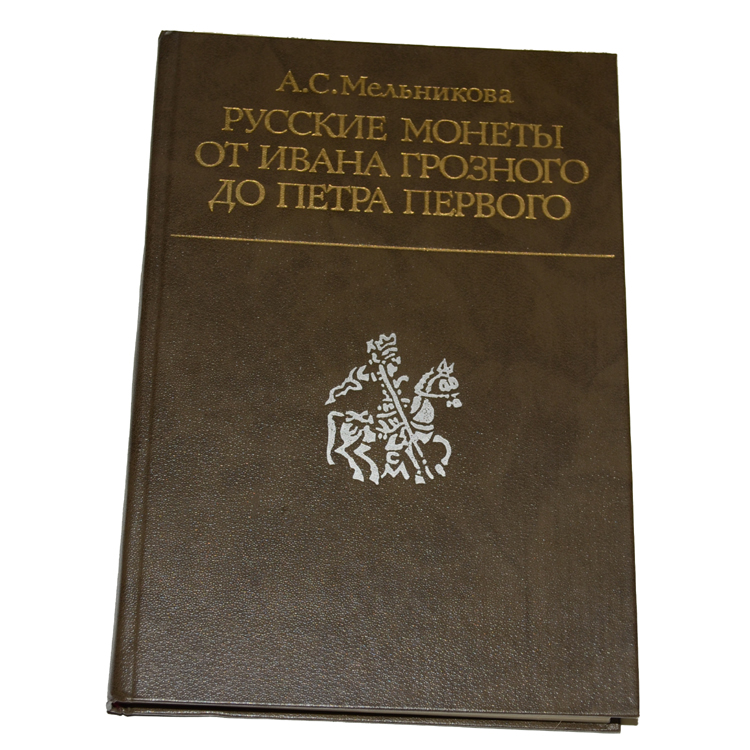 А.С.Мельникова
РУССКИЕ МОНЕТЫ
ОТ ИВАНА ГРОЗНОГО
ДО ПЕТРА ПЕРВОГО